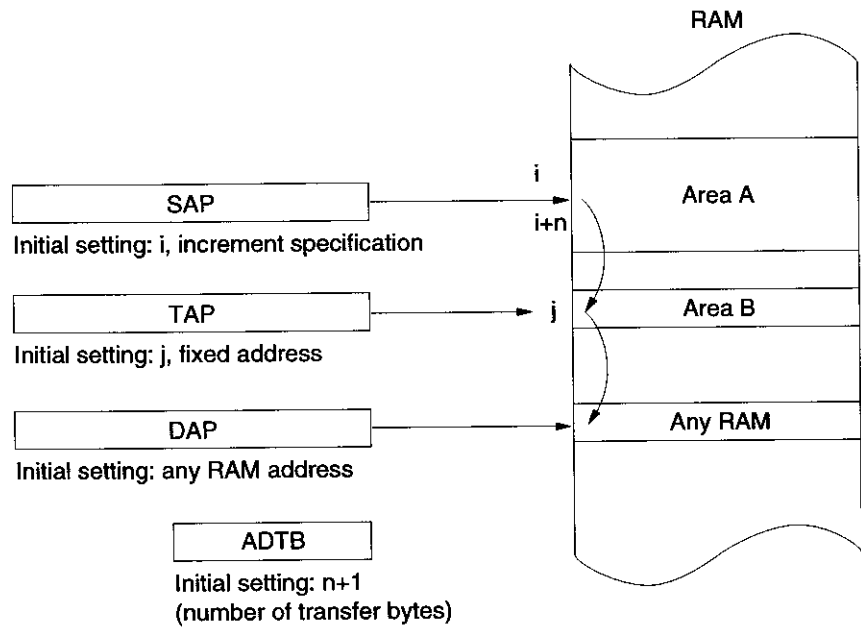 RAM
i
SAP
Area A
i+n
Initial setting: i, increment specification
TAP
j
Area B
Initial setting: j, fixed address
DAP
Any RAM
Initial setting: any RAM address
ADTB
Initial setting: n+1
(number of transfer bytes)